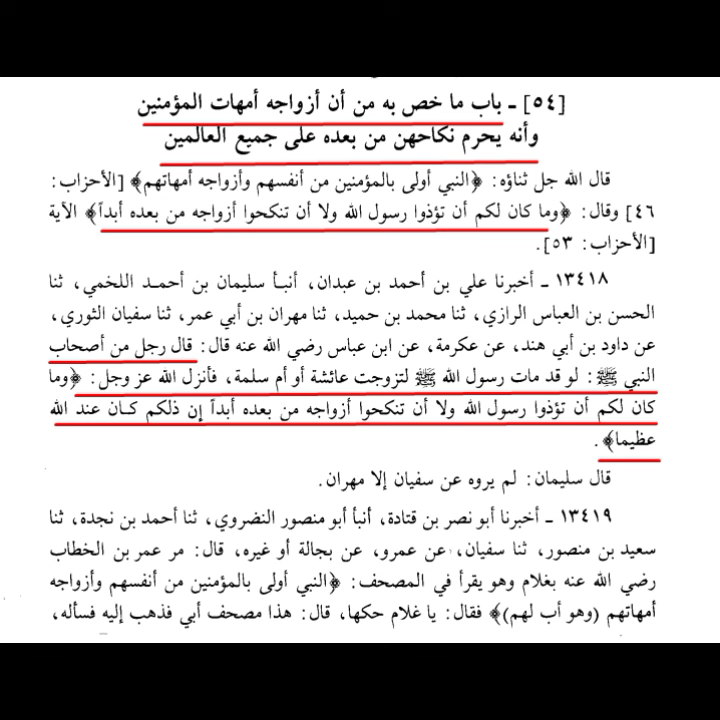 [٥٤] ـ باب ما خص به من أن أزواجه أمهات المؤمنين
وأنه يحرم نكاحهن من بعده على جميع العالمين
قال الله جل ثناؤه: ﴿النبي أولى بالمؤمنين من أنفسهم وأزواجه أمهاتهم﴾ [الأحزاب:
٤٦] وقال: ﴿وما كان لكم أن تؤذوا رسول الله ولا أن تنكحوا أزواجه من بعده أبداً﴾ الآية
[الأحزاب: ٥٣].
١٣٤١٨ ـ أخبرنا علي بن أحمد بن عبدان، أنبـأ سليمان بن أحمـد اللخمي، ثنا
الحسن بن العباس الرازي، ثنا محمد بن حميد، ثنا مهران بن أبي عمر، ثنا سفيان الثوري،
عن داود بن أبي هند، عن عكرمة، عن ابن عباس رضي الله عنه قال: قال رجل من أصحاب
النبي ﷺ: لو قد مات رسول الله ﷺ لتزوجت عائشة أو أم سلمة، فأنزل الله عز وجل: ﴿وما
كان لكم أن تؤذوا رسول الله ولا أن تنكحوا أزواجه من بعده أبداً إن ذلكم كـان عند الله
عظيما﴾.
قال سليمان: لم يروه عن سفيان إلا مهران.
١٣٤١٩ ـ أخبرنا أبو نصر بن قتادة، أنبأ أبو منصور النضروي، ثنا أحمد بن نجدة، ثنا
سعيد بن منصور، ثنا سفيان، عن عمرو، عن بجالة أو غيره، قال: مر عمر بن الخطاب
رضي الله عنه بغلام وهو يقرأ في المصحف: ﴿النبي أولى بالمؤمنين من أنفسهم وأزواجه
أمهاتهم (وهو أب لهم)﴾ فقال: يا غلام حكها، قال: هذا مصحف أبي فذهب إليه فسأله،